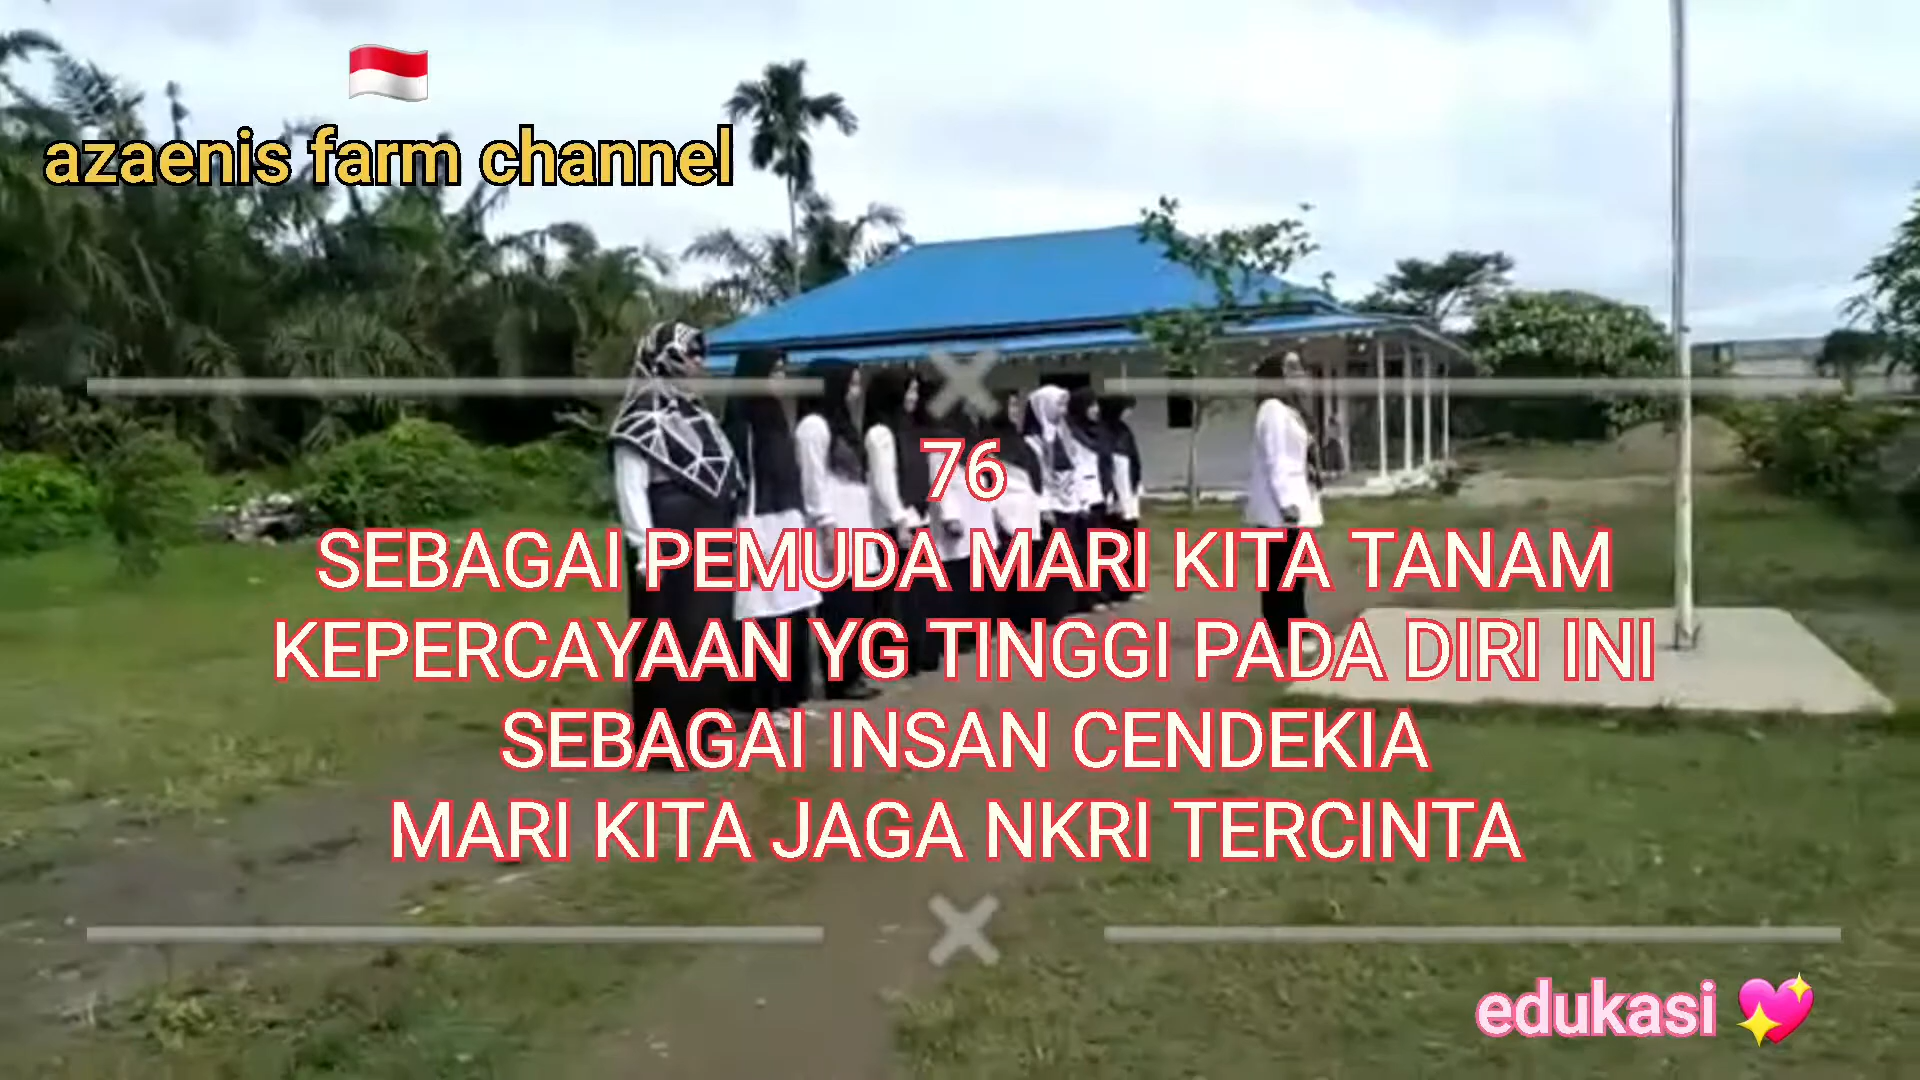 azaenis farm channel
76
SEBAGAI PEMUDA MARI KITA TANAM
KEPERCAYAAN YG TINGGI PADA DIRI INI
SEBAGAI INSAN CENDEKIA
MARI KITA JAGA NKRI TERCINTA
edukasi